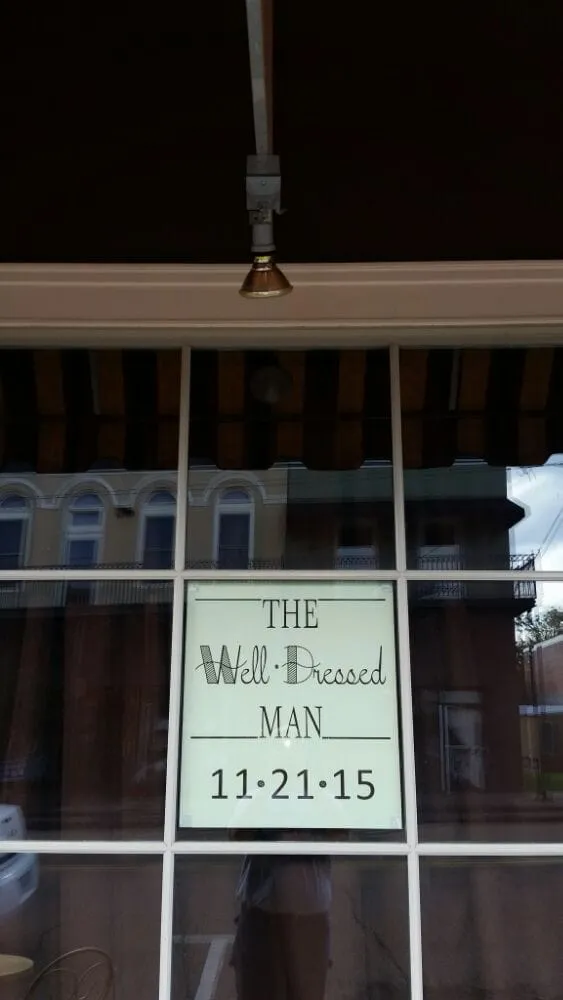 THE
Well·Dressed
MAN
11·21·15